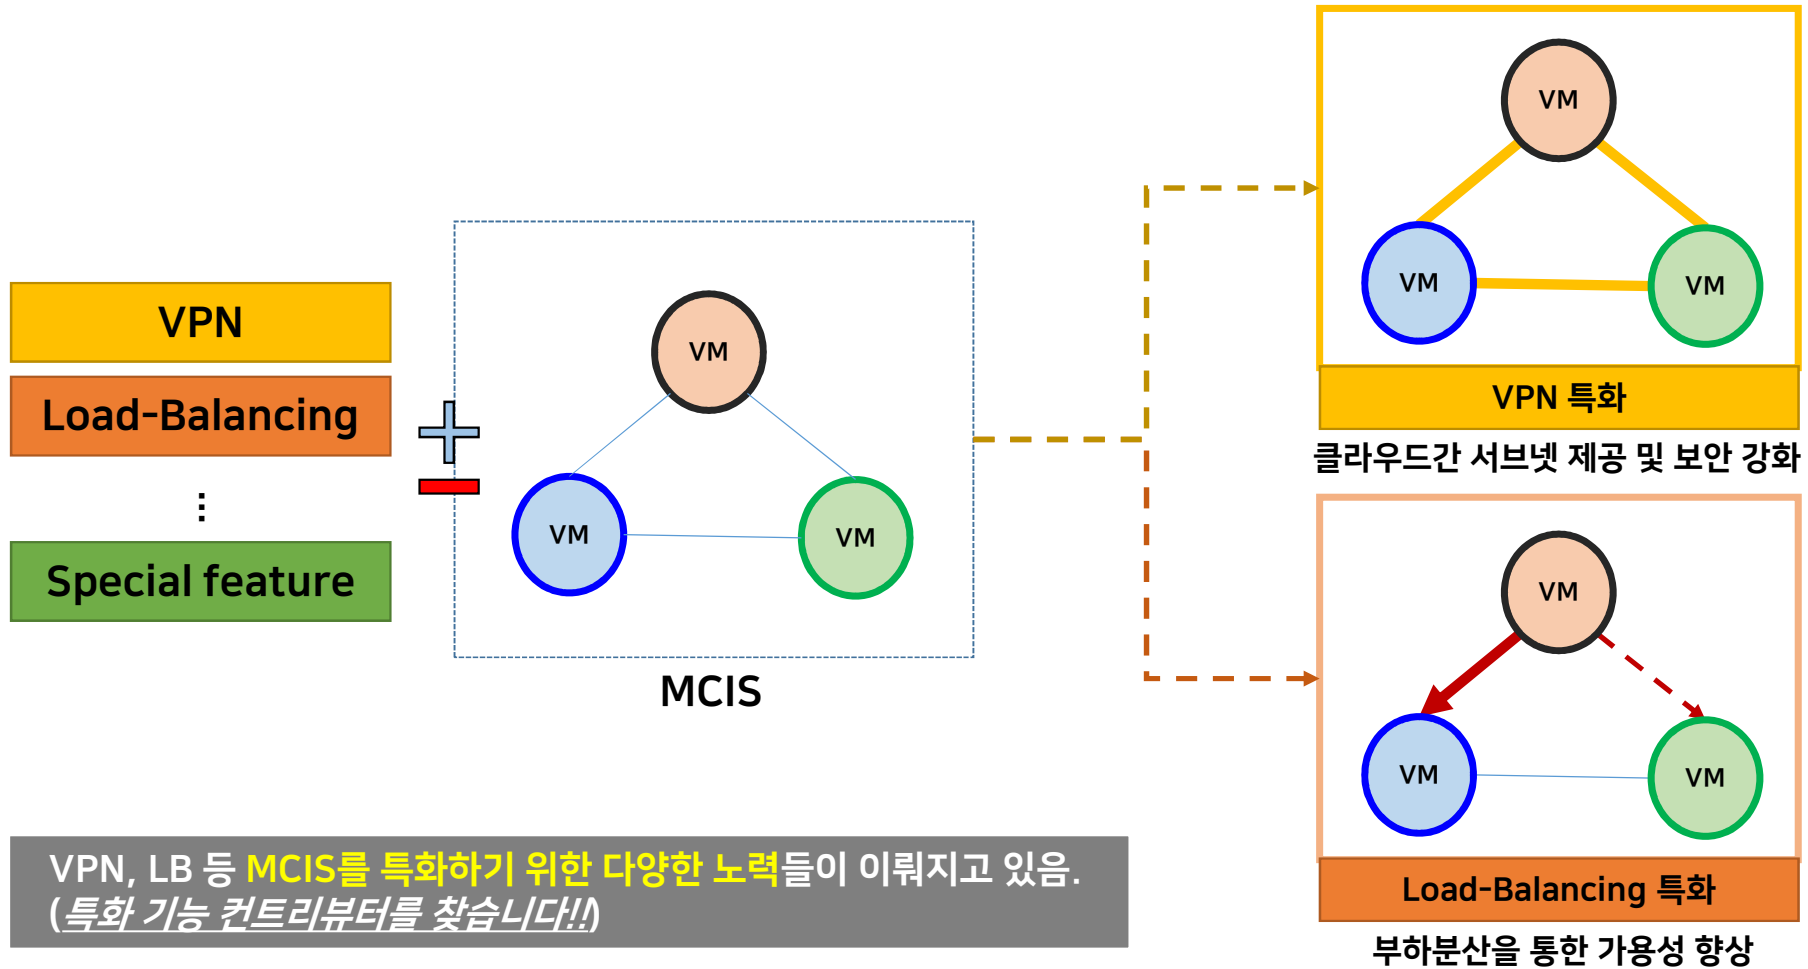 VPN
Load-Balancing
⋮
Special feature
VM
VM
VM
MCIS
VM
VM
VM
VPN 특화
클라우드간 서브넷 제공 및 보안 강화
VM
VM
VM
Load-Balancing 특화
부하분산을 통한 가용성 향상
VPN, LB 등 MCIS를 특화하기 위한 다양한 노력들이 이뤄지고 있음.
(특화 기능 컨트리뷰터를 찾습니다!!)